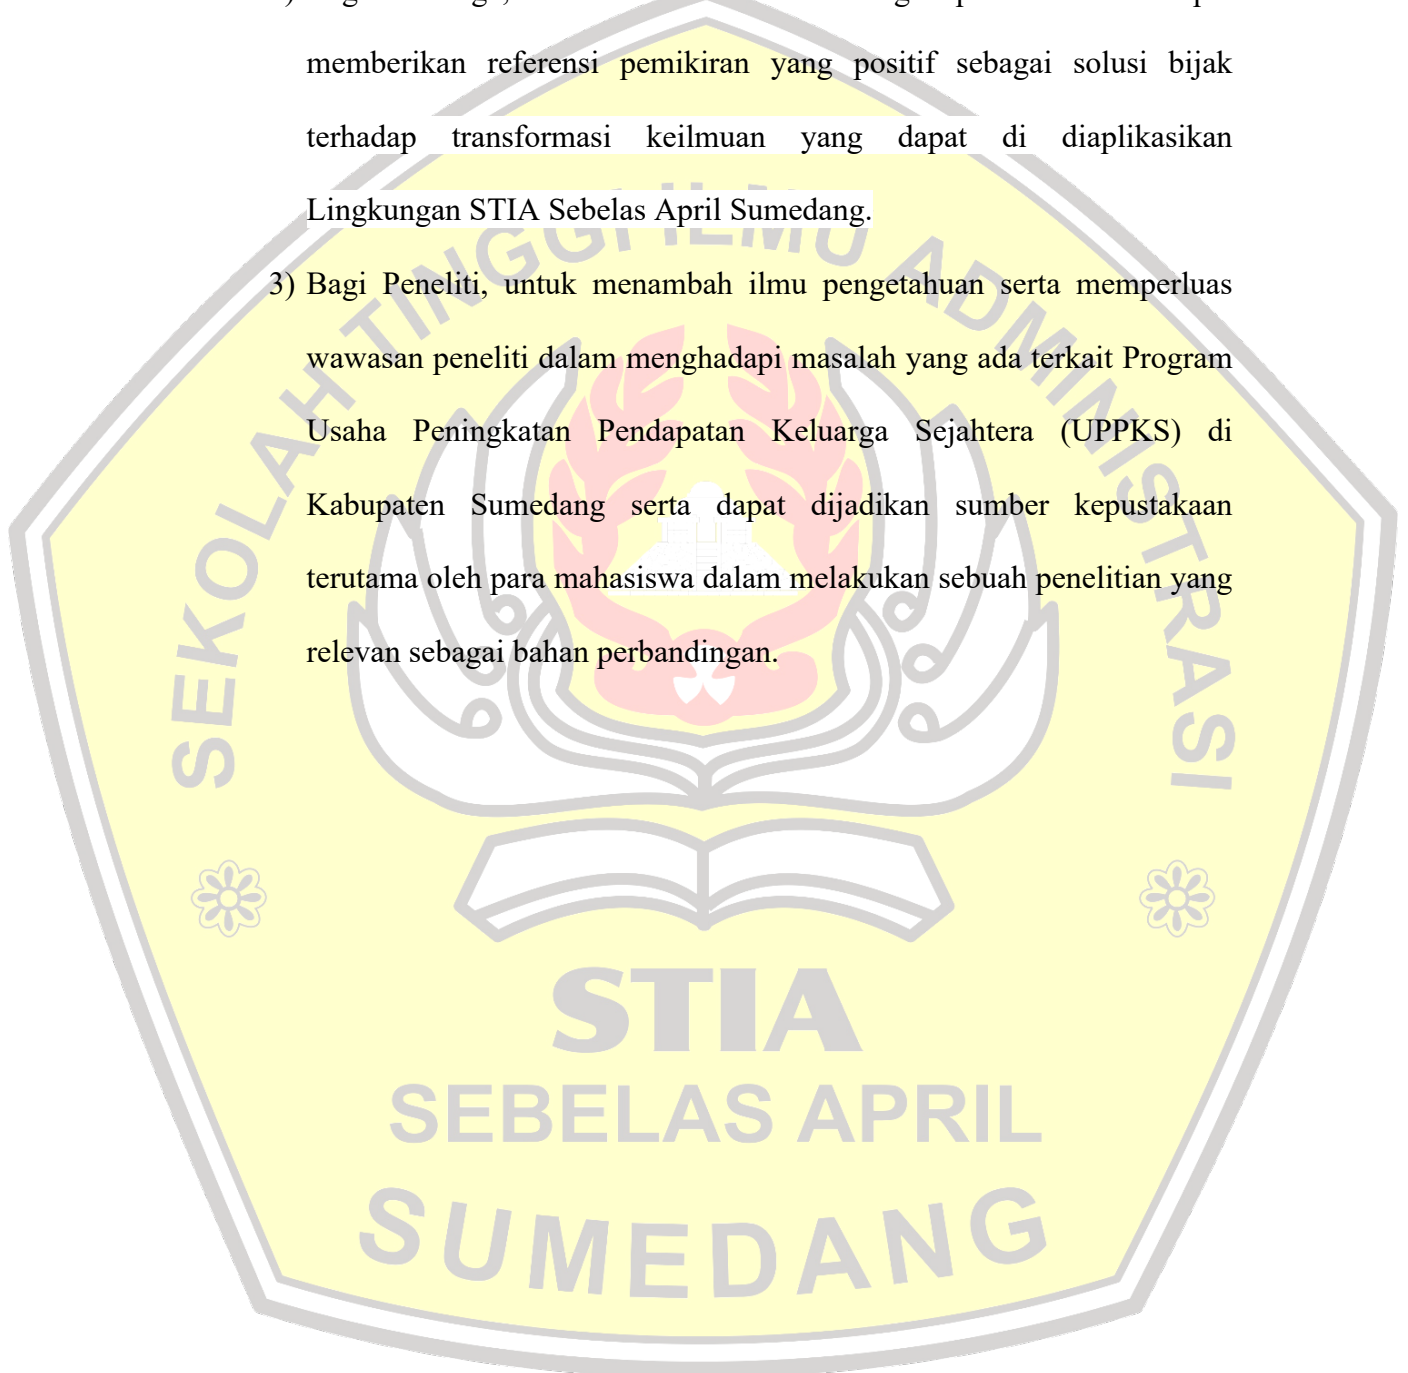 memberikan referensi pemikiran yang positif sebagai solusi bijak
terhadap transformasi keilmuan yang dapat di diaplikasikan
Lingkungan STIA Sebelas April Sumedang.
3) Bagi Peneliti, untuk menambah ilmu pengetahuan serta memperluas
wawasan peneliti dalam menghadapi masalah yang ada terkait Program
Usaha Peningkatan Pendapatan Keluarga Sejahtera (UPPKS) di
Kabupaten Sumedang serta dapat dijadikan sumber kepustakaan
terutama oleh para mahasiswa dalam melakukan sebuah penelitian yang
relevan sebagai bahan perbandingan.
SEKOLAH TINGGI ILMU ADMINISTRASI
STIA
SEBELAS APRIL
SUMEDANG